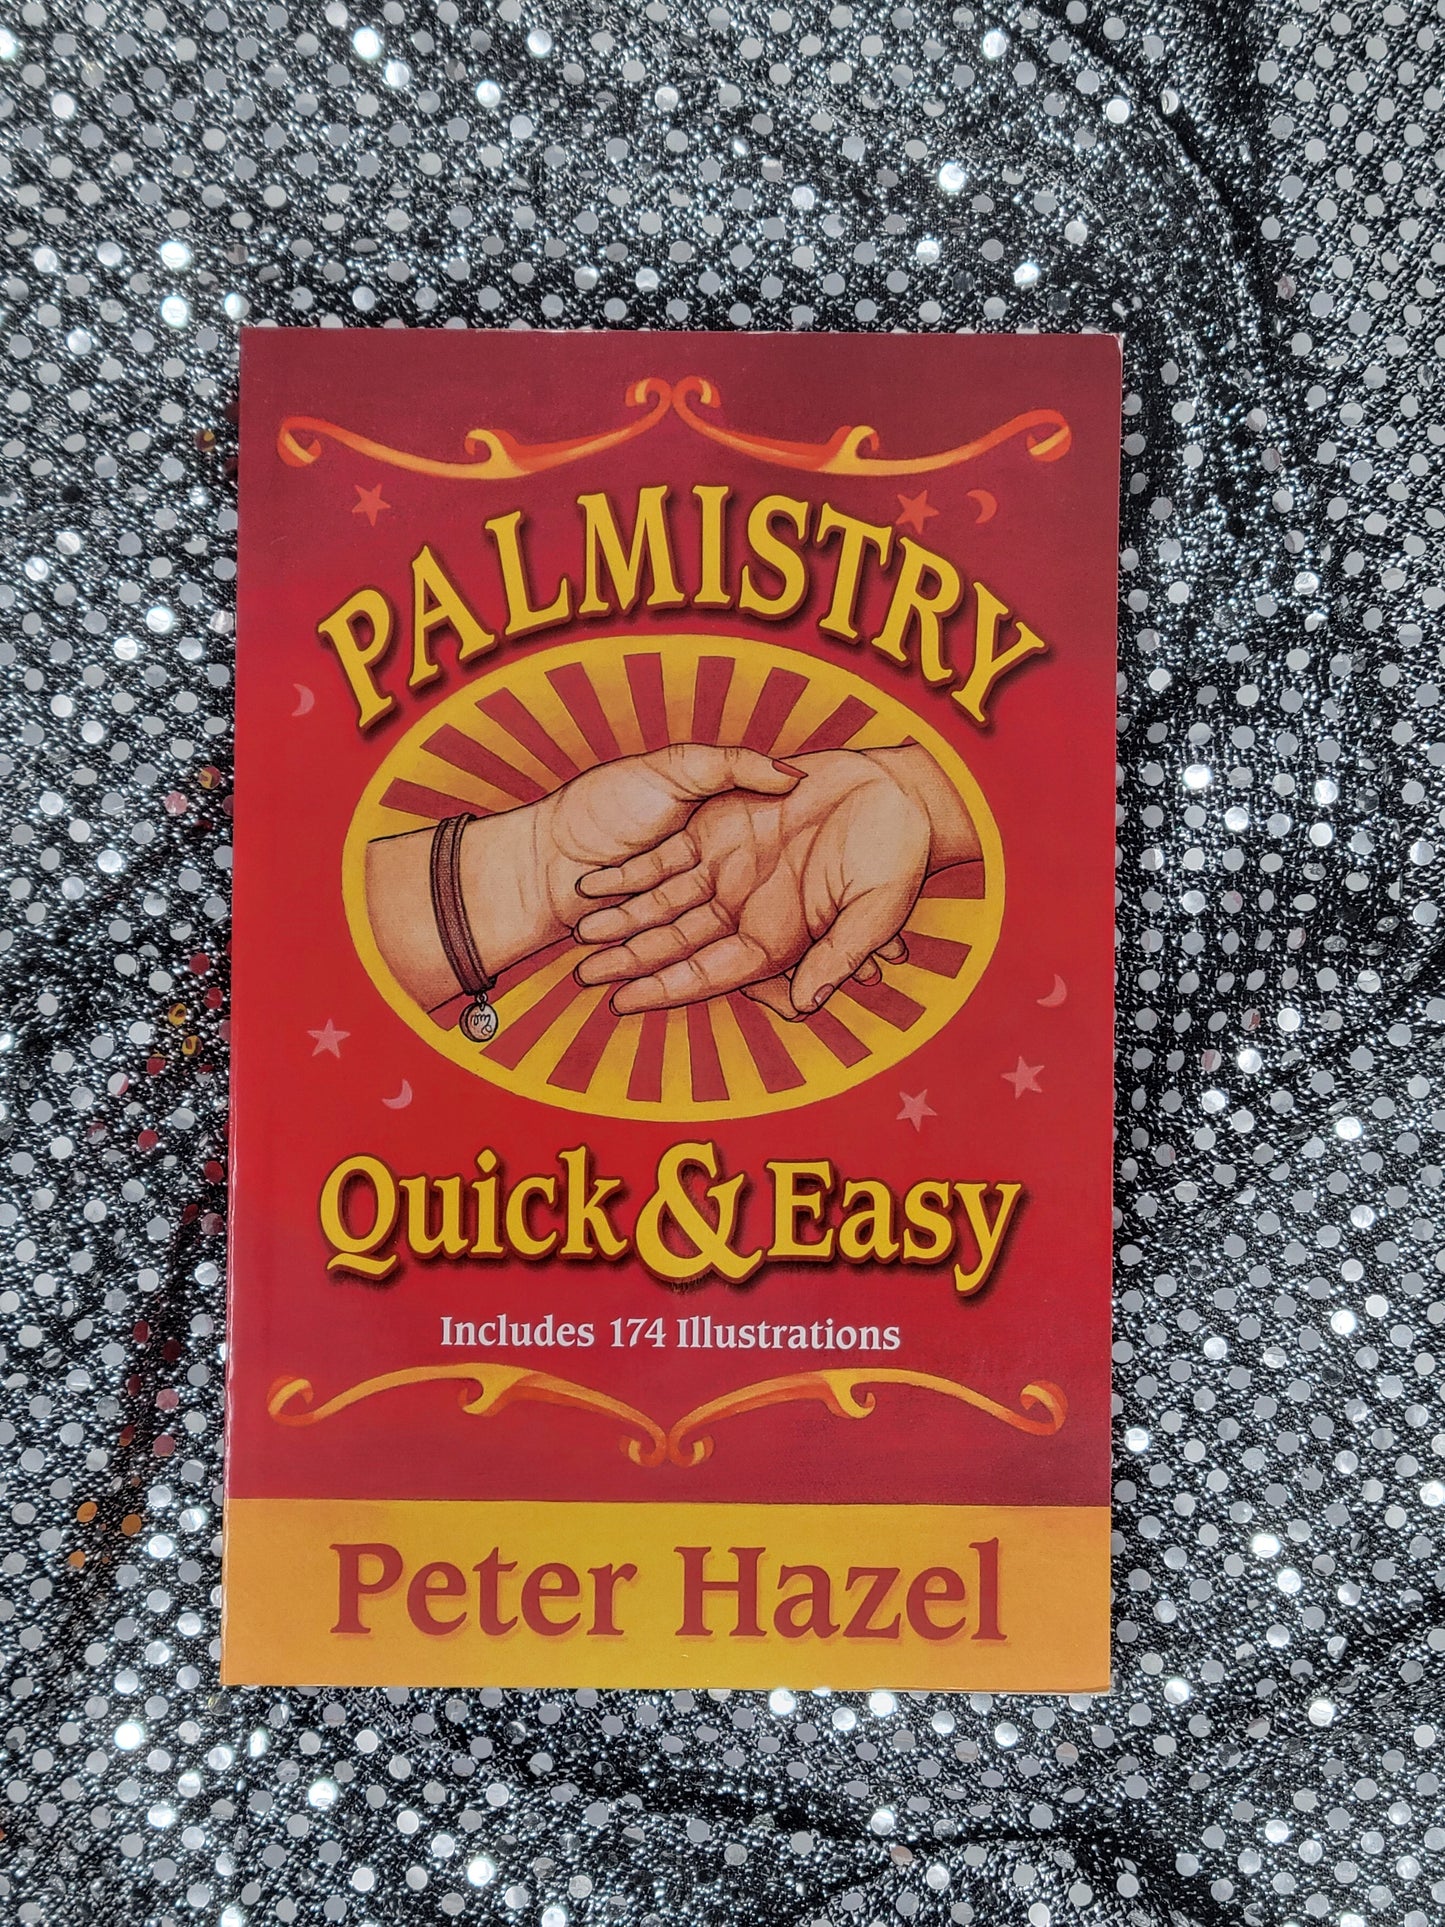 PALMISTRY
Quick & Easy
Includes 174 Illustrations
Peter Hazel